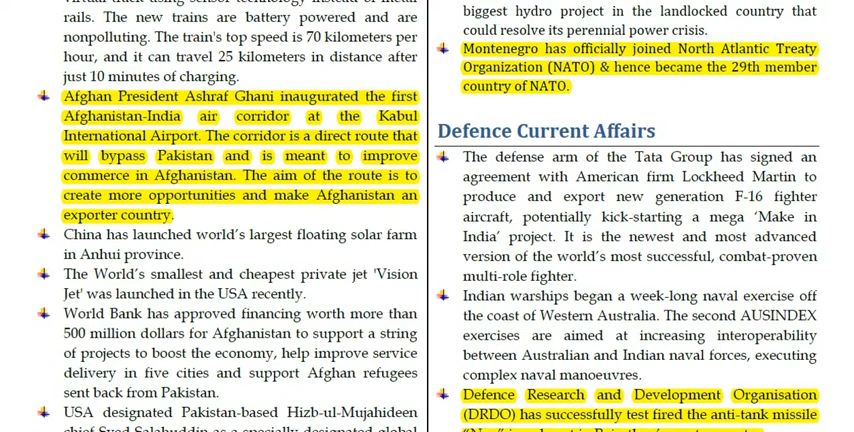 rails. The new trains are battery powered and are
nonpolluting. The train's top speed is 70 kilometers per
hour, and it can travel 25 kilometers in distance after
just 10 minutes of charging.
Afghan President Ashraf Ghani inaugurated the first
Afghanistan-India air corridor at the Kabul
International Airport. The corridor is a direct route that
will bypass Pakistan and is meant to improve
commerce in Afghanistan. The aim of the route is to
create more opportunities and make Afghanistan an
exporter country.
China has launched world's largest floating solar farm
in Anhui province.
The World's smallest and cheapest private jet 'Vision
Jet' was launched in the USA recently.
World Bank has approved financing worth more than
500 million dollars for Afghanistan to support a string
of projects to boost the economy, help improve service
delivery in five cities and support Afghan refugees
sent back from Pakistan.
USA designated Pakistan-based Hizb-ul-Mujahideen
biggest hydro project in the landlocked country that
could resolve its perennial power crisis.
Montenegro has officially joined North Atlantic Treaty
Organization (NATO) & hence became the 29th member
country of NATO.
Defence Current Affairs
The defense arm of the Tata Group has signed an
agreement with American firm Lockheed Martin to
produce and export new generation F-16 fighter
aircraft, potentially kick-starting a mega 'Make in
India' project. It is the newest and most advanced
version of the world's most successful, combat-proven
multi-role fighter.
Indian warships began a week-long naval exercise off
the coast of Western Australia. The second AUSINDEX
exercises are aimed at increasing interoperability
between Australian and Indian naval forces, executing
complex naval manoeuvres.
Defence Research and Development Organisation
(DRDO) has successfully test fired the anti-tank missile